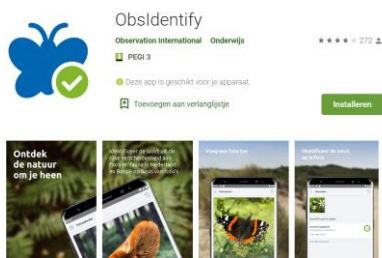 ObsIdentify
Observation International Onderwijs
272
PEGI 3
Deze app is geschikt voor je apparaat.
Toevoegen aan verlanglijstje
Installeren
Ontdek
de natuur
om je heen
Voeg een foto toe
Identificeer de soort
op je foto